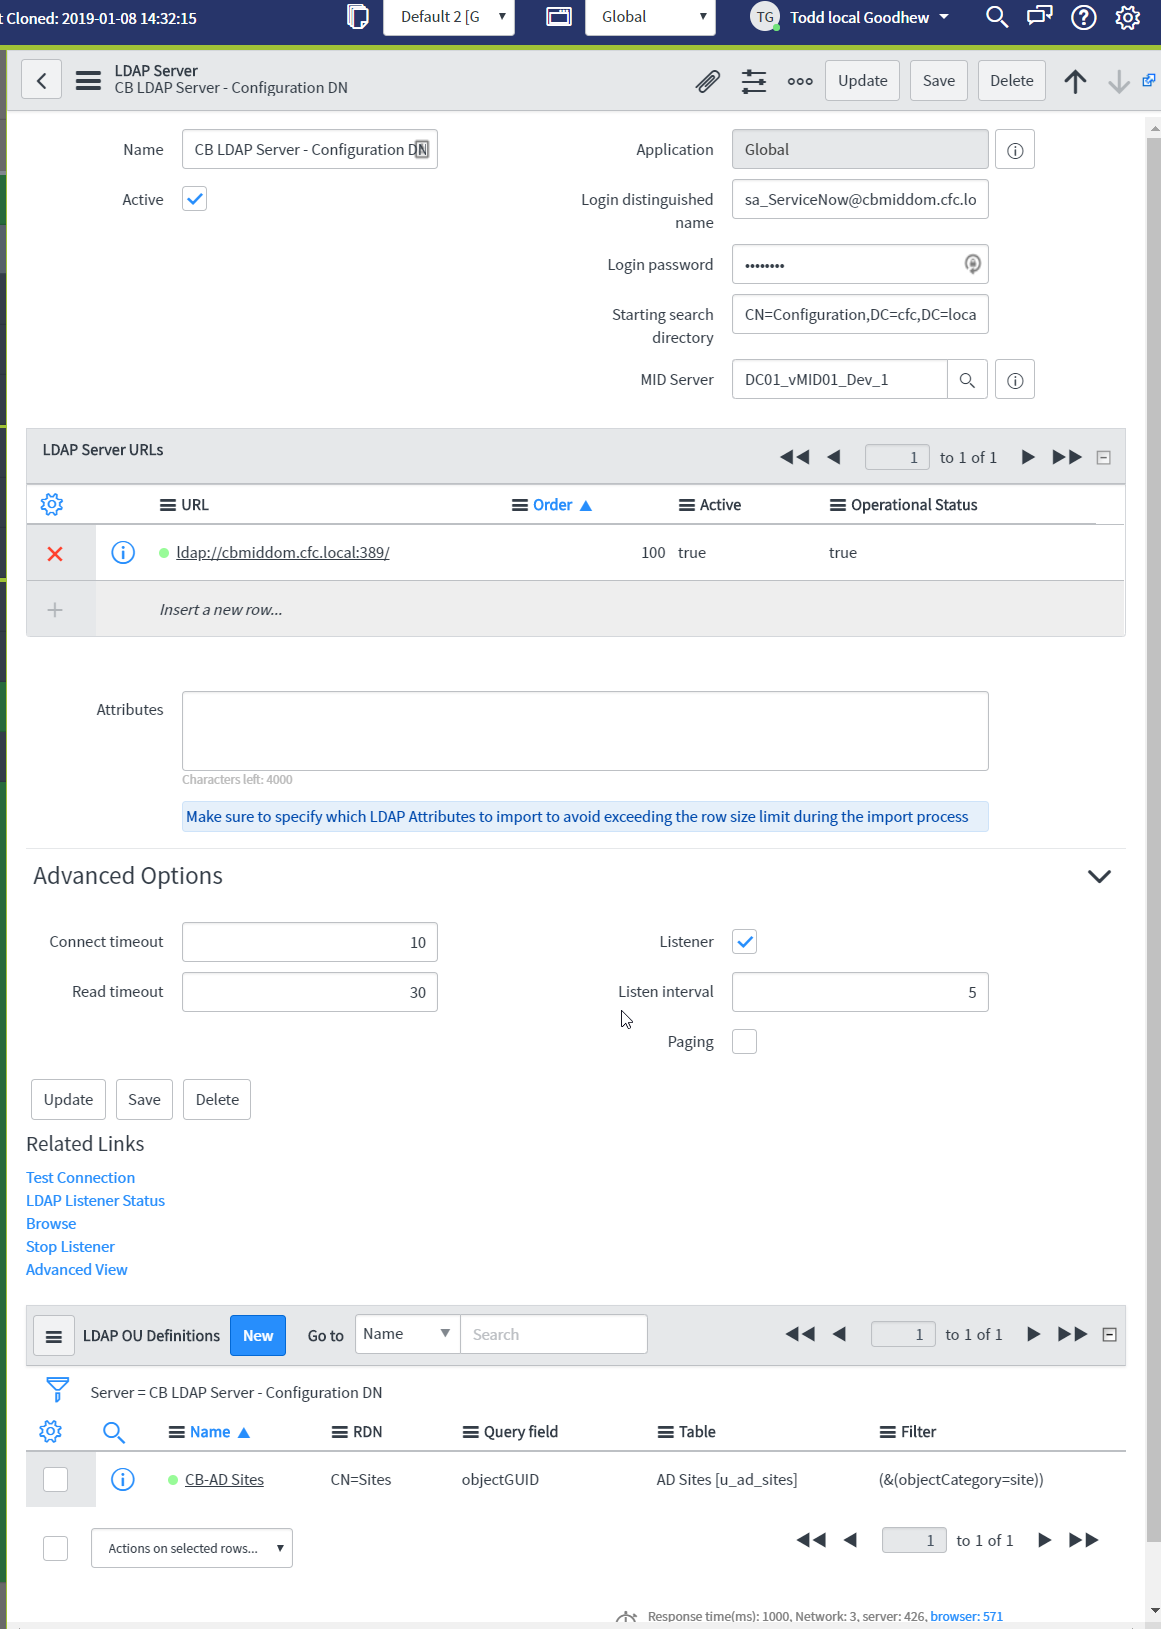 t Cloned: 2019-01-08 14:32:15
Default 2 [G
Global
TG
Todd local Goodhew
LDAP Server
CB LDAP Server - Configuration DN
Update
Save
Delete
Name
CB LDAP Server - Configuration DN
Application
Global
Active
Login distinguished name
sa_ServiceNow@cbmiddom.cfc.lo
Login password
••••••••
Starting search directory
CN=Configuration,DC=cfc,DC=loca
MID Server
DC01_vMID01_Dev_1
LDAP Server URLs
1 to 1 of 1
URL Order Active Operational Status
ldap://cbmiddom.cfc.local:389/ 100 true true
Insert a new row...
Attributes
Characters left: 4000
Make sure to specify which LDAP Attributes to import to avoid exceeding the row size limit during the import process
Advanced Options
Connect timeout 10
Listener
Read timeout 30
Listen interval 5
Paging
Update
Save
Delete
Related Links
Test Connection
LDAP Listener Status
Browse
Stop Listener
Advanced View
LDAP OU Definitions New Go to Name Search 1 to 1 of 1
Server = CB LDAP Server - Configuration DN
Name RDN Query field Table Filter
CB-AD Sites CN=Sites objectGUID AD Sites [u_ad_sites] (&(objectCategory=site))
Actions on selected rows... 1 to 1 of 1
Response time(ms): 1000, Network: 3, server: 426, browser: 571